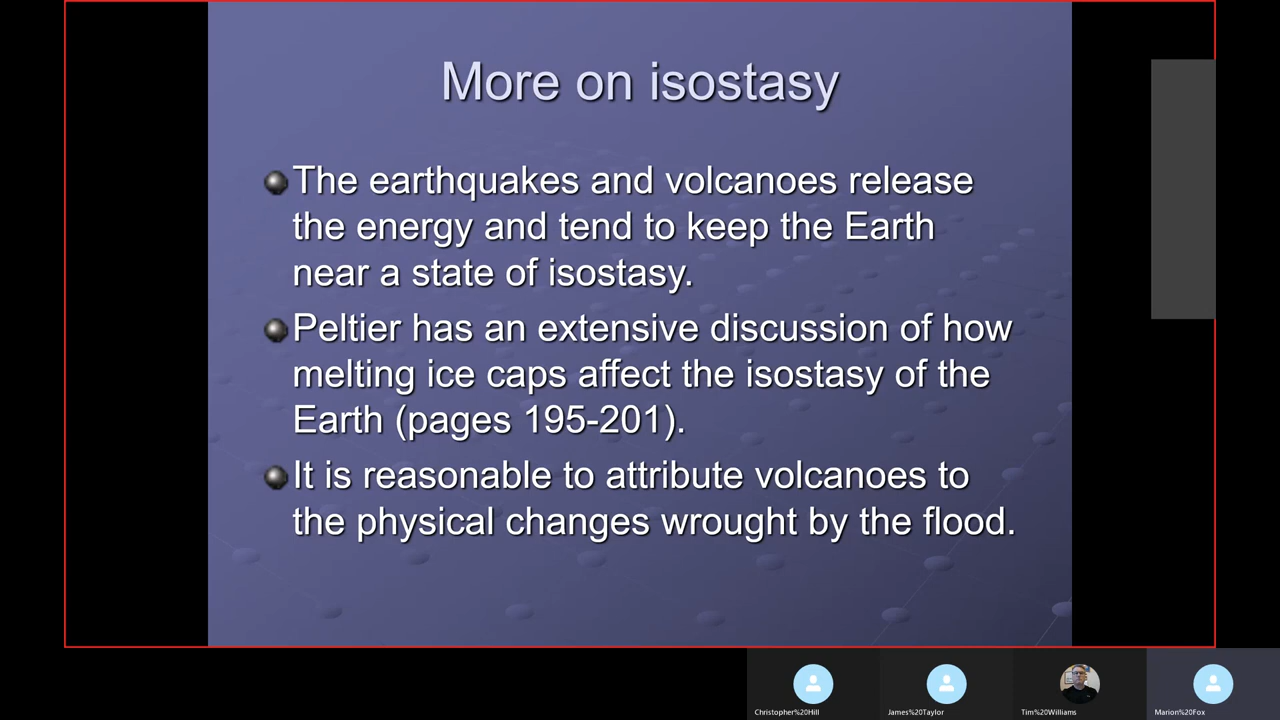 More on isostasy
The earthquakes and volcanoes release
the energy and tend to keep the Earth
near a state of isostasy.
Peltier has an extensive discussion of how
melting ice caps affect the isostasy of the
Earth (pages 195-201).
It is reasonable to attribute volcanoes to
the physical changes wrought by the flood.
Christopher%20Hill
James%20Taylor
Tim%20Williams
Marion%20Fox